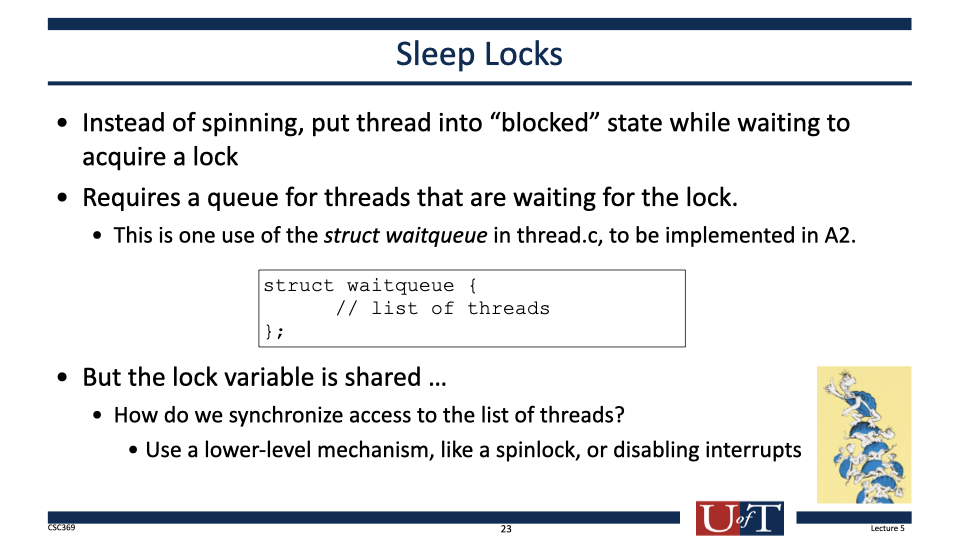 Sleep Locks
• Instead of spinning, put thread into “blocked” state while waiting to
acquire a lock
• Requires a queue for threads that are waiting for the lock.
• This is one use of the struct waitqueue in thread.c, to be implemented in A2.
struct waitqueue {
// list of threads
};
• But the lock variable is shared …
• How do we synchronize access to the list of threads?
• Use a lower-level mechanism, like a spinlock, or disabling interrupts
CSC369
23
U of T
Lecture 5